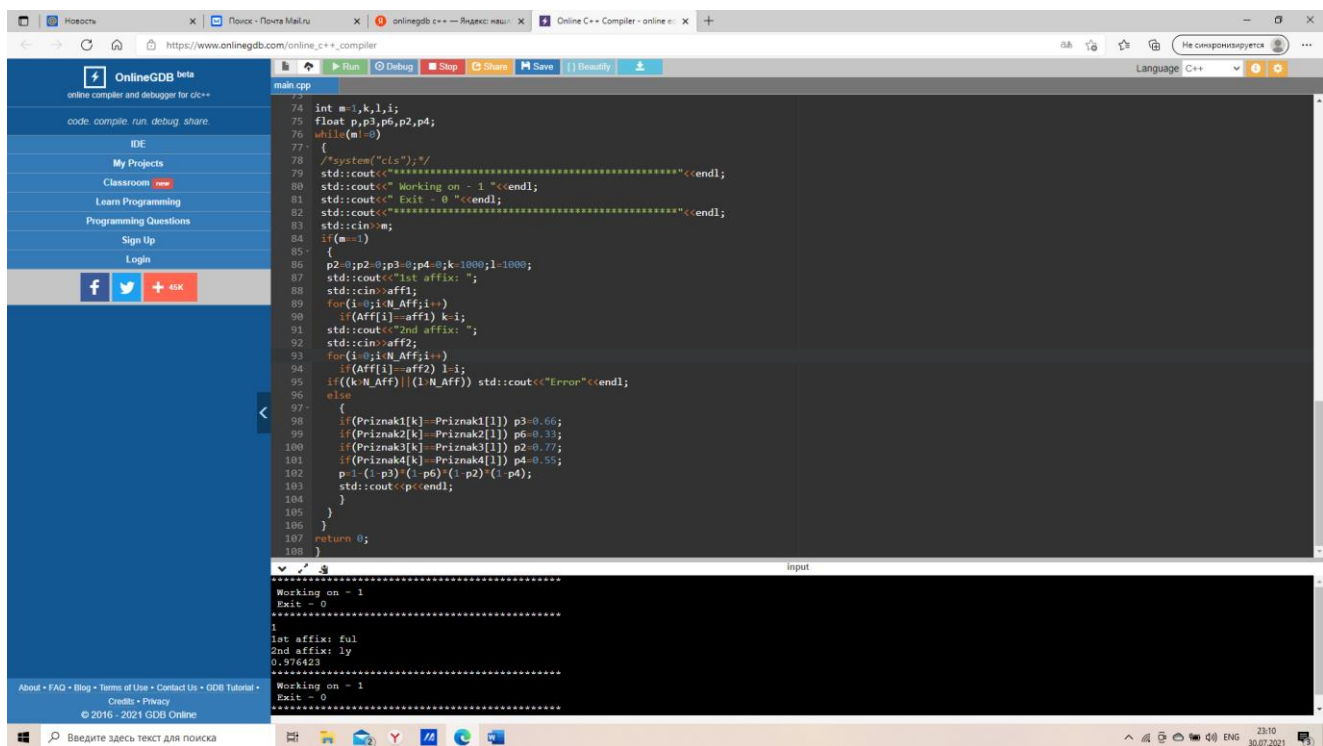 Новость
Поиск - Почта Mail.ru
onlinegdb c++ — Яндекс: нашл
Online C++ Compiler - online ed
https://www.onlinegdb.com/online_c++_compiler
Не синхронизируется
OnlineGDB beta
online compiler and debugger for c/c++
code. compile. run. debug. share.
IDE
My Projects
Classroom new
Learn Programming
Programming Questions
Sign Up
Login
45K
About • FAQ • Blog • Terms of Use • Contact Us • GDB Tutorial •
Credits • Privacy
© 2016 - 2021 GDB Online
Run Debug Stop Share Save { } Beautify
Language C++
main.cpp
73
74 int m=1,k,l,i;
75 float p,p3,p6,p2,p4;
76 while(m!=0)
77 {
78 /*system("cls");*/
79 std::cout<<"************************************************"<<endl;
80 std::cout<<" Working on - 1 "<<endl;
81 std::cout<<" Exit - 0 "<<endl;
82 std::cout<<"************************************************"<<endl;
83 std::cin>>m;
84 if(m==1)
85 {
86 p2=0;p2=0;p3=0;p4=0;k=1000;l=1000;
87 std::cout<<"1st affix: ";
88 std::cin>>aff1;
89 for(i=0;i<N_Aff;i++)
90 if(Aff[i]==aff1) k=i;
91 std::cout<<"2nd affix: ";
92 std::cin>>aff2;
93 for(i=0;i<N_Aff;i++)
94 if(Aff[i]==aff2) l=i;
95 if((k>N_Aff)||(l>N_Aff)) std::cout<<"Error"<<endl;
96 else
97 {
98 if(Priznak1[k]==Priznak1[l]) p3=0.66;
99 if(Priznak2[k]==Priznak2[l]) p6=0.33;
100 if(Priznak3[k]==Priznak3[l]) p2=0.77;
101 if(Priznak4[k]==Priznak4[l]) p4=0.55;
102 p=1-(1-p3)*(1-p6)*(1-p2)*(1-p4);
103 std::cout<<p<<endl;
104 }
105 }
106 }
107 return 0;
108 }
input
************************************************
Working on - 1
Exit - 0
************************************************
1
1st affix: ful
2nd affix: ly
0.976423
************************************************
Working on - 1
Exit - 0
************************************************
Введите здесь текст для поиска
ENG
23:10
30.07.2021